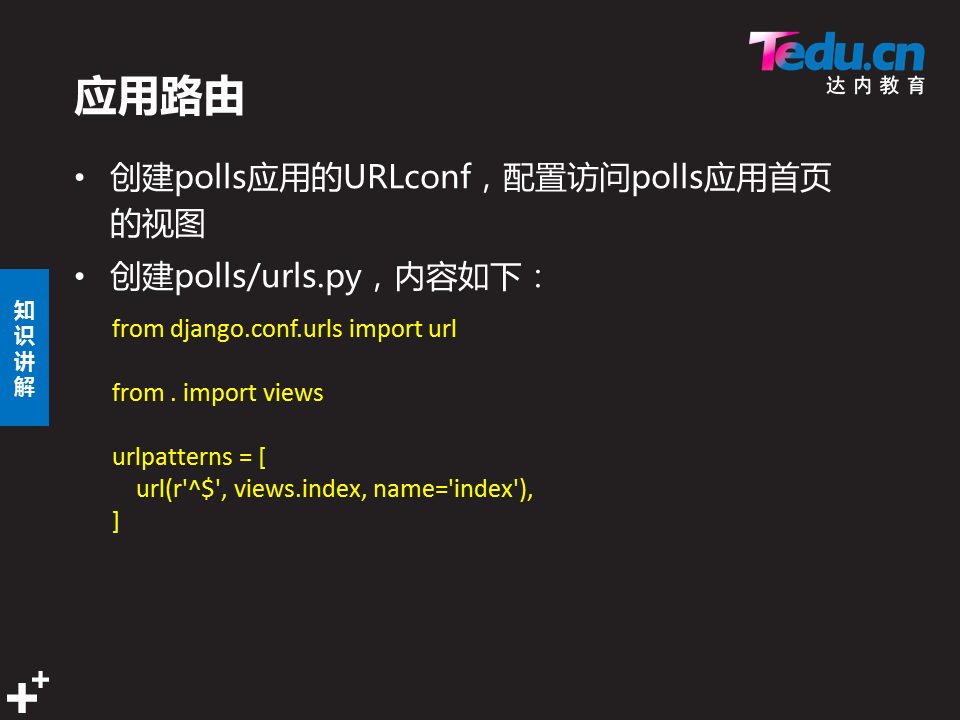 Tedu.cn
达内教育
应用路由
• 创建polls应用的URLconf，配置访问polls应用首页
的视图
• 创建polls/urls.py，内容如下：
知识讲解
from django.conf.urls import url
from . import views
urlpatterns = [
    url(r'^$', views.index, name='index'),
]